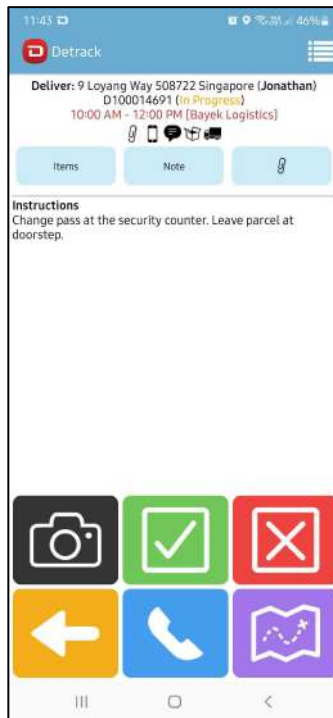 11:43
46%
Detrack
Deliver: 9 Loyang Way 508722 Singapore (Jonathan)
D100014691 (In Progress)
10:00 AM - 12:00 PM [Bayek Logistics]
Items
Note
Instructions
Change pass at the security counter. Leave parcel at
doorstep.